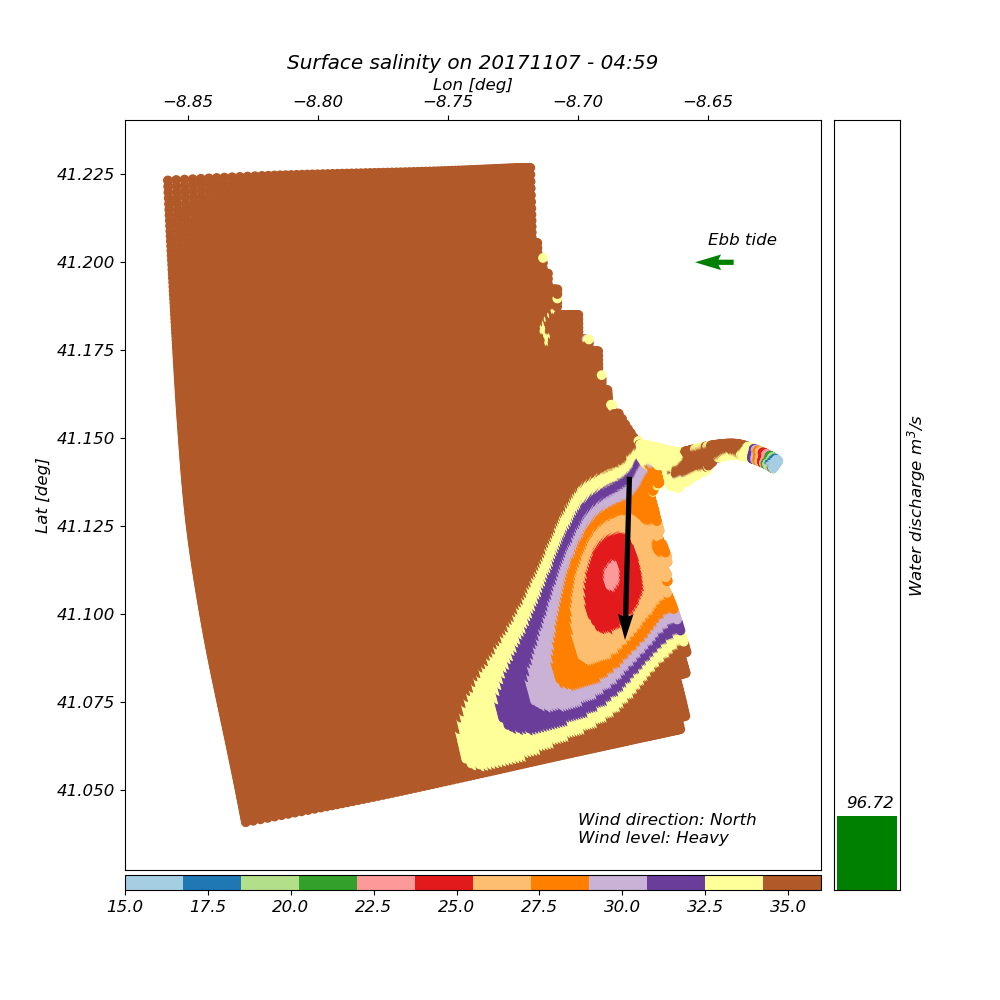 Surface salinity on 20171107 - 04:59
Lon [deg]
−8.85 −8.80 −8.75 −8.70 −8.65
41.225
Ebb tide
41.200
41.175
41.150
41.125
41.100
41.075
41.050
Lat [deg]
Water discharge m³/s
96.72
Wind direction: North
Wind level: Heavy
15.0 17.5 20.0 22.5 25.0 27.5 30.0 32.5 35.0